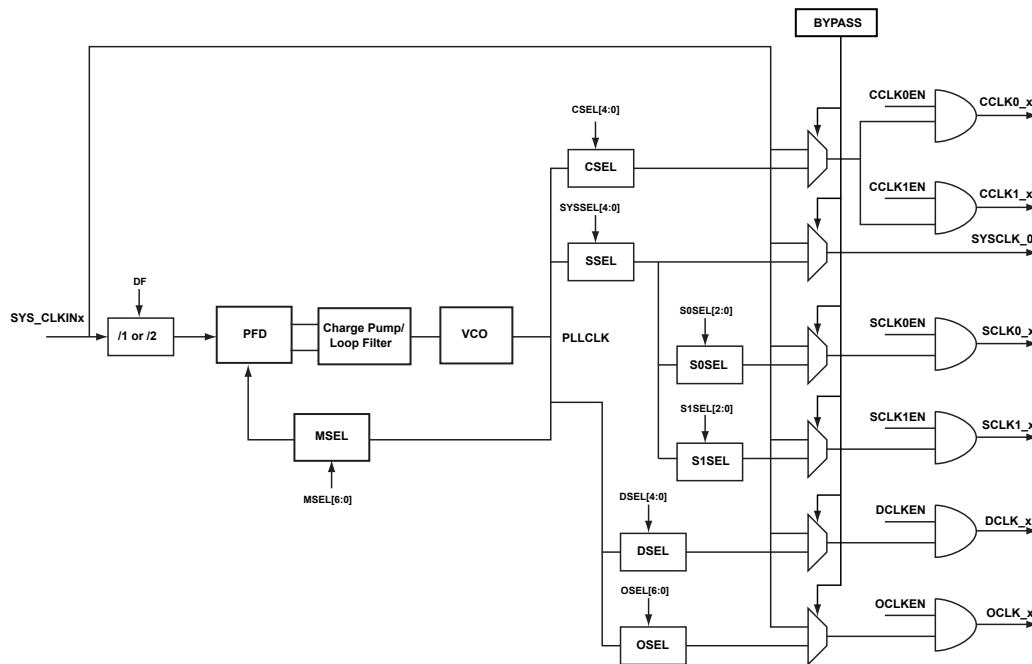 BYPASS
CCLK0EN
CCLK0_x
CSEL[4:0]
CSEL
CCLK1EN
CCLK1_x
SYSSEL[4:0]
SYSCLK_0
SSEL
DF
S0SEL[2:0]
SCLK0EN
SCLK0_x
SYS_CLKINx
/1 or /2
PFD
Charge Pump/
Loop Filter
VCO
PLLCLK
S0SEL
S1SEL[2:0]
SCLK1EN
SCLK1_x
MSEL
S1SEL
MSEL[6:0]
DSEL[4:0]
DCLKEN
DCLK_x
DSEL
OSEL[6:0]
OCLKEN
OCLK_x
OSEL